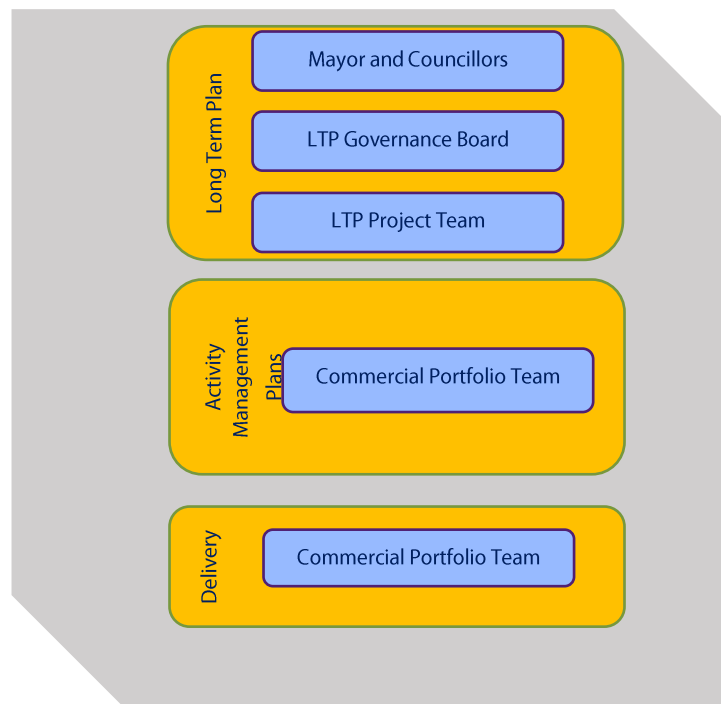 Long Term Plan
Mayor and Councillors
LTP Governance Board
LTP Project Team
Activity
Management
Plans
Commercial Portfolio Team
Delivery
Commercial Portfolio Team